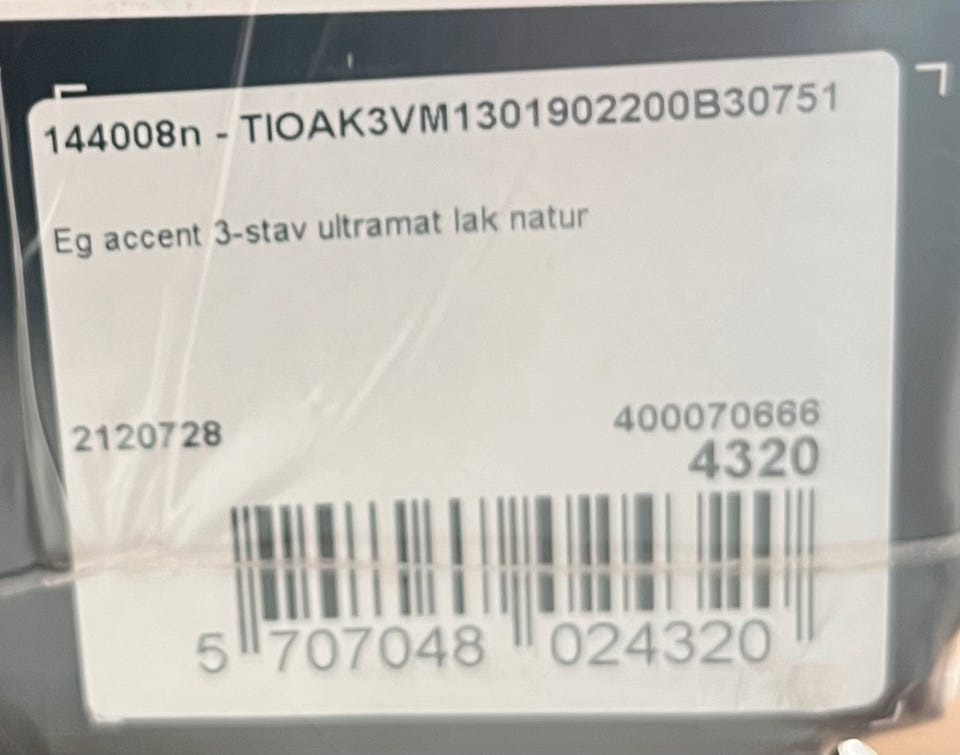 144008n - TIOAK3VM1301902200B30751
Eg accent 3-stav ultramat lak natur
2120728
400070666
4320
5 707048 024320